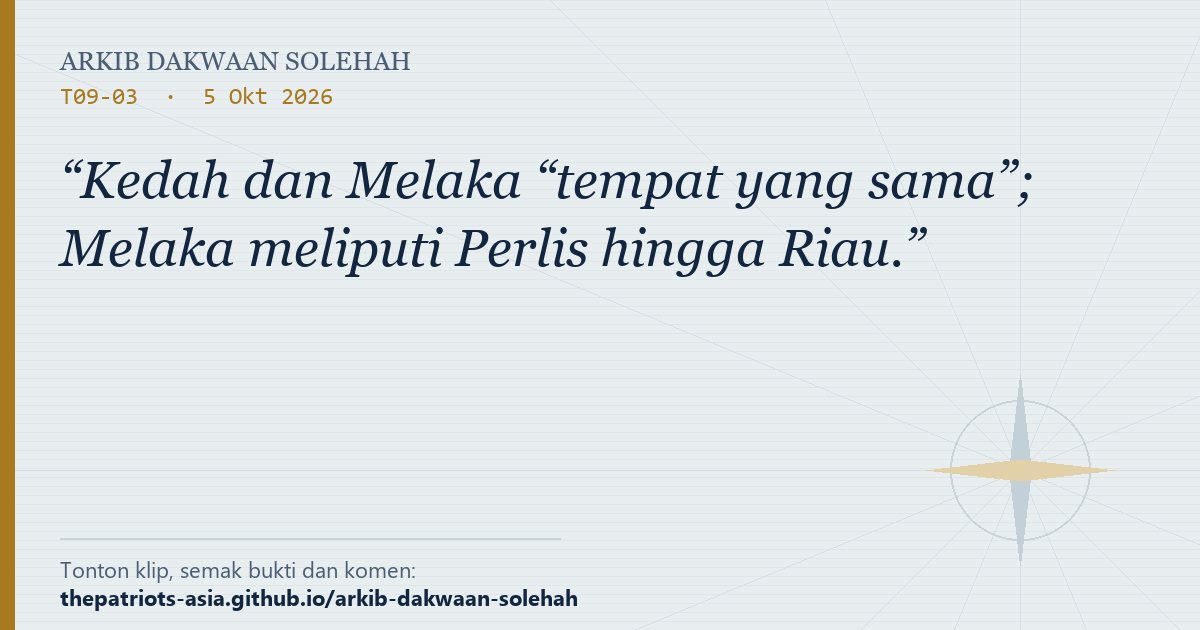 ARKIB DAKWAAN SOLEHAH
T09-03 · 5 Okt 2026
“Kedah dan Melaka “tempat yang sama”;
Melaka meliputi Perlis hingga Riau.”
Tonton klip, semak bukti dan komen:
thepatriots-asia.github.io/arkib-dakwaan-solehah